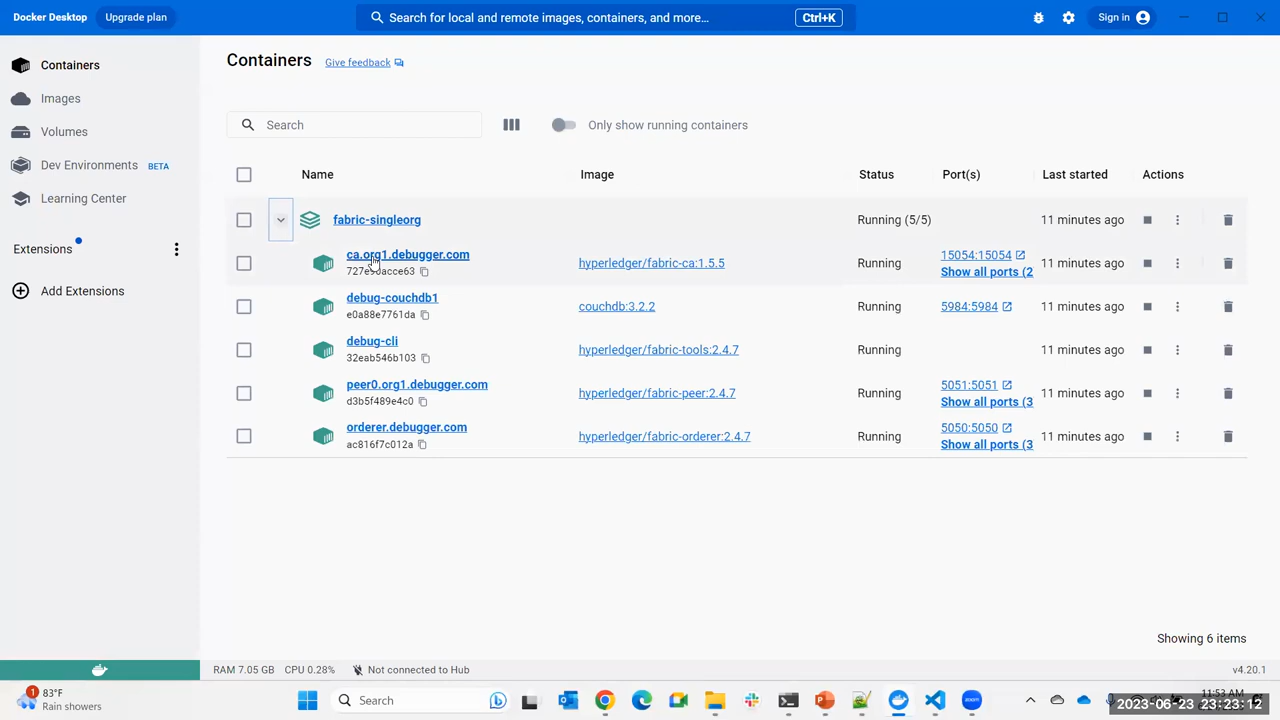 Docker Desktop Upgrade plan Search for local and remote images, containers, and more... Ctrl+K Sign in
Containers
Images
Volumes
Dev Environments BETA
Learning Center
Extensions
Add Extensions
Containers Give feedback
Search Only show running containers
Name Image Status Port(s) Last started Actions
fabric-singleorg Running (5/5) 11 minutes ago
ca.org1.debugger.com hyperledger/fabric-ca:1.5.5 Running 15054:15054 11 minutes ago
Show all ports (2
debug-couchdb1 couchdb:3.2.2 Running 5984:5984 11 minutes ago
e0a88e7761da
debug-cli hyperledger/fabric-tools:2.4.7 Running 11 minutes ago
32eab546b103
peer0.org1.debugger.com hyperledger/fabric-peer:2.4.7 Running 5051:5051 11 minutes ago
d3b5f489e4c0 Show all ports (3
orderer.debugger.com hyperledger/fabric-orderer:2.4.7 Running 5050:5050 11 minutes ago
ac816f7c012a Show all ports (3
Showing 6 items
RAM 7.05 GB CPU 0.28% Not connected to Hub v4.20.1
1 83°F
Rain showers
Search
11:53 AM
2023-06-23 23:23:12